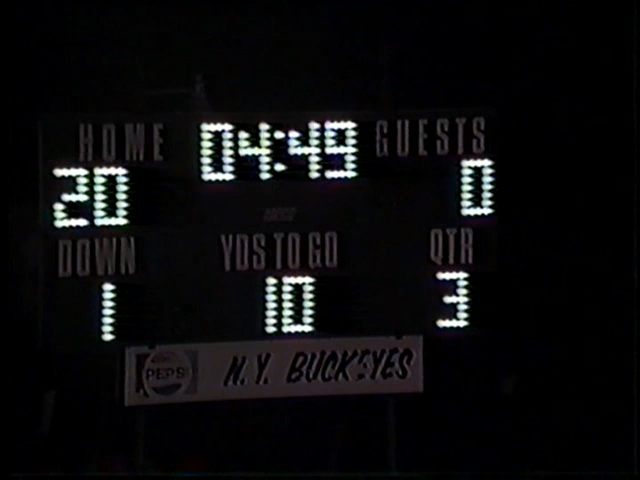 HOME 04:49 GUESTS
20 0
DOWN YDS TO GO QTR
1 10 3
PEPSI N.Y. BUCKEYES